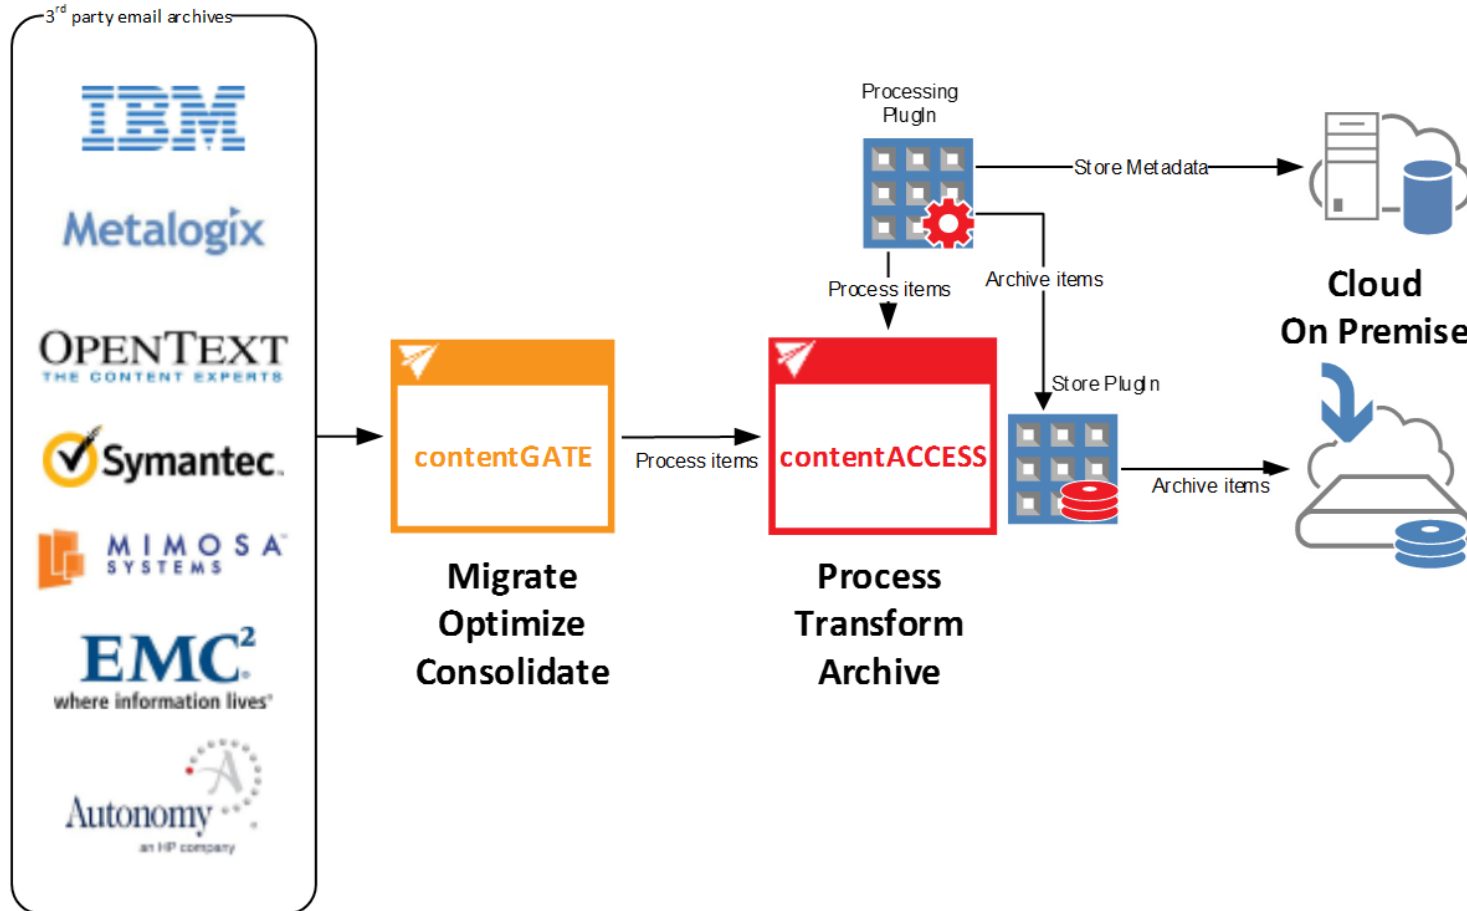 3rd party email archives
IBM
Metalogix
OPENTEXT
THE CONTENT EXPERTS
Symantec.
MIMOSA™
SYSTEMS
EMC²
where information lives®
Autonomy
an HP company
contentGATE
Migrate
Optimize
Consolidate
Process items
Processing
PlugIn
Process items
Archive items
Store Metadata
contentACCESS
Process
Transform
Archive
Store PlugIn
Archive items
Cloud
On Premise